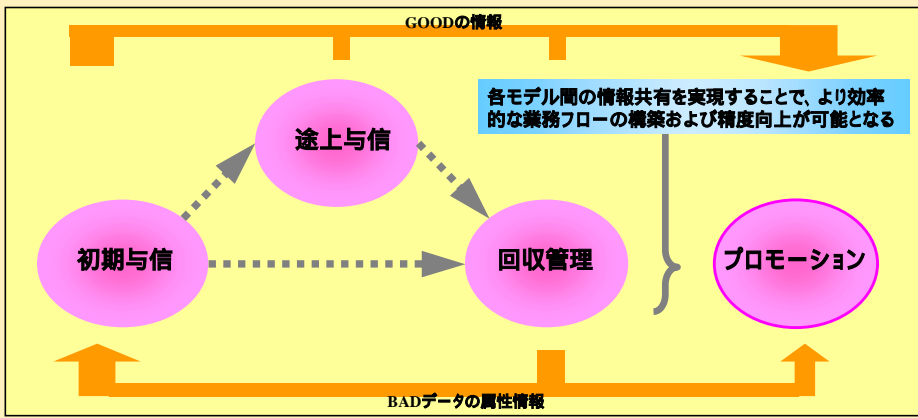 GOODの情報
各モデル間の情報共有を実現することで、より効率
的な業務フローの構築および精度向上が可能となる
途上与信
初期与信
回収管理
プロモーション
BADデータの属性情報